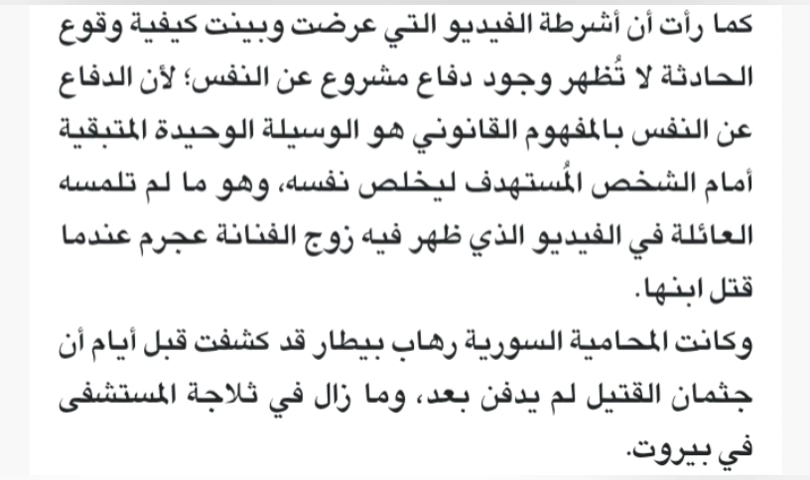 كما رأت أن أشرطة الفيديو التي عرضت وبينت كيفية وقوع
الحادثة لا تُظهر وجود دفاع مشروع عن النفس؛ لأن الدفاع
عن النفس بالمفهوم القانوني هو الوسيلة الوحيدة المتبقية
أمام الشخص المُستهدف ليخلص نفسه، وهو ما لم تلمسه
العائلة في الفيديو الذي ظهر فيه زوج الفنانة عجرم عندما
قتل ابنها.
وكانت المحامية السورية رهاب بيطار قد كشفت قبل أيام أن
جثمان القتيل لم يدفن بعد، وما زال في ثلاجة المستشفى
في بيروت.